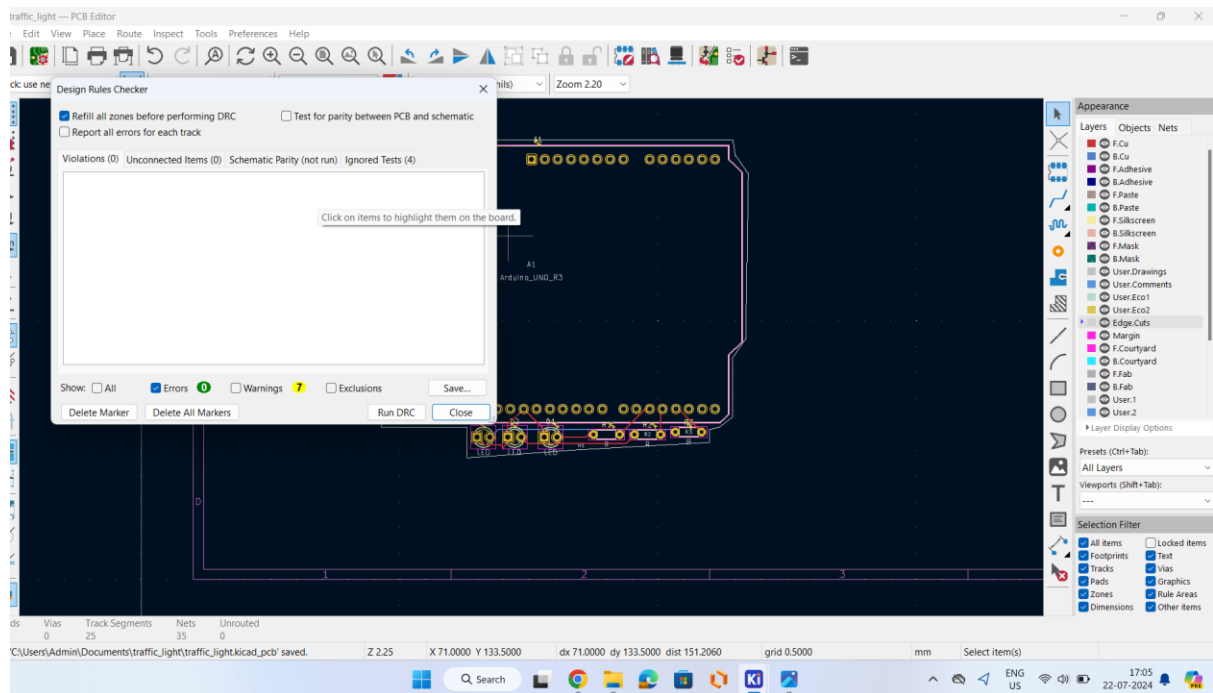 traffic_light — PCB Editor
Edit View Place Route Inspect Tools Preferences Help
Zoom 2.20
Design Rules Checker
Refill all zones before performing DRC
Test for parity between PCB and schematic
Report all errors for each track
Violations (0) Unconnected Items (0) Schematic Parity (not run) Ignored Tests (4)
Click on items to highlight them on the board.
Show: All Errors 0 Warnings 7 Exclusions Save...
Delete Marker Delete All Markers Run DRC Close
A1
A1
Arduino_UNO_R3
LED LED LED R R R
D
1 2 3
Appearance
Layers Objects Nets
F.Cu
B.Cu
F.Adhesive
B.Adhesive
F.Paste
B.Paste
F.Silkscreen
B.Silkscreen
F.Mask
B.Mask
User.Drawings
User.Comments
User.Eco1
User.Eco2
Edge.Cuts
Margin
F.Courtyard
B.Courtyard
F.Fab
B.Fab
User.1
User.2
Layer Display Options
Presets (Ctrl+Tab):
All Layers
Viewports (Shift+Tab):
---
Selection Filter
All items Locked items
Footprints Text
Tracks Vias
Pads Graphics
Zones Rule Areas
Dimensions Other items
Vias Track Segments Nets Unrouted
0 25 35 0
'C:\Users\Admin\Documents\traffic_light\traffic_light.kicad_pcb' saved. Z 2.25 X 71.0000 Y 133.5000 dx 71.0000 dy 133.5000 dist 151.2060 grid 0.5000 mm Select item(s)
Search
ENG
US
17:05
22-07-2024